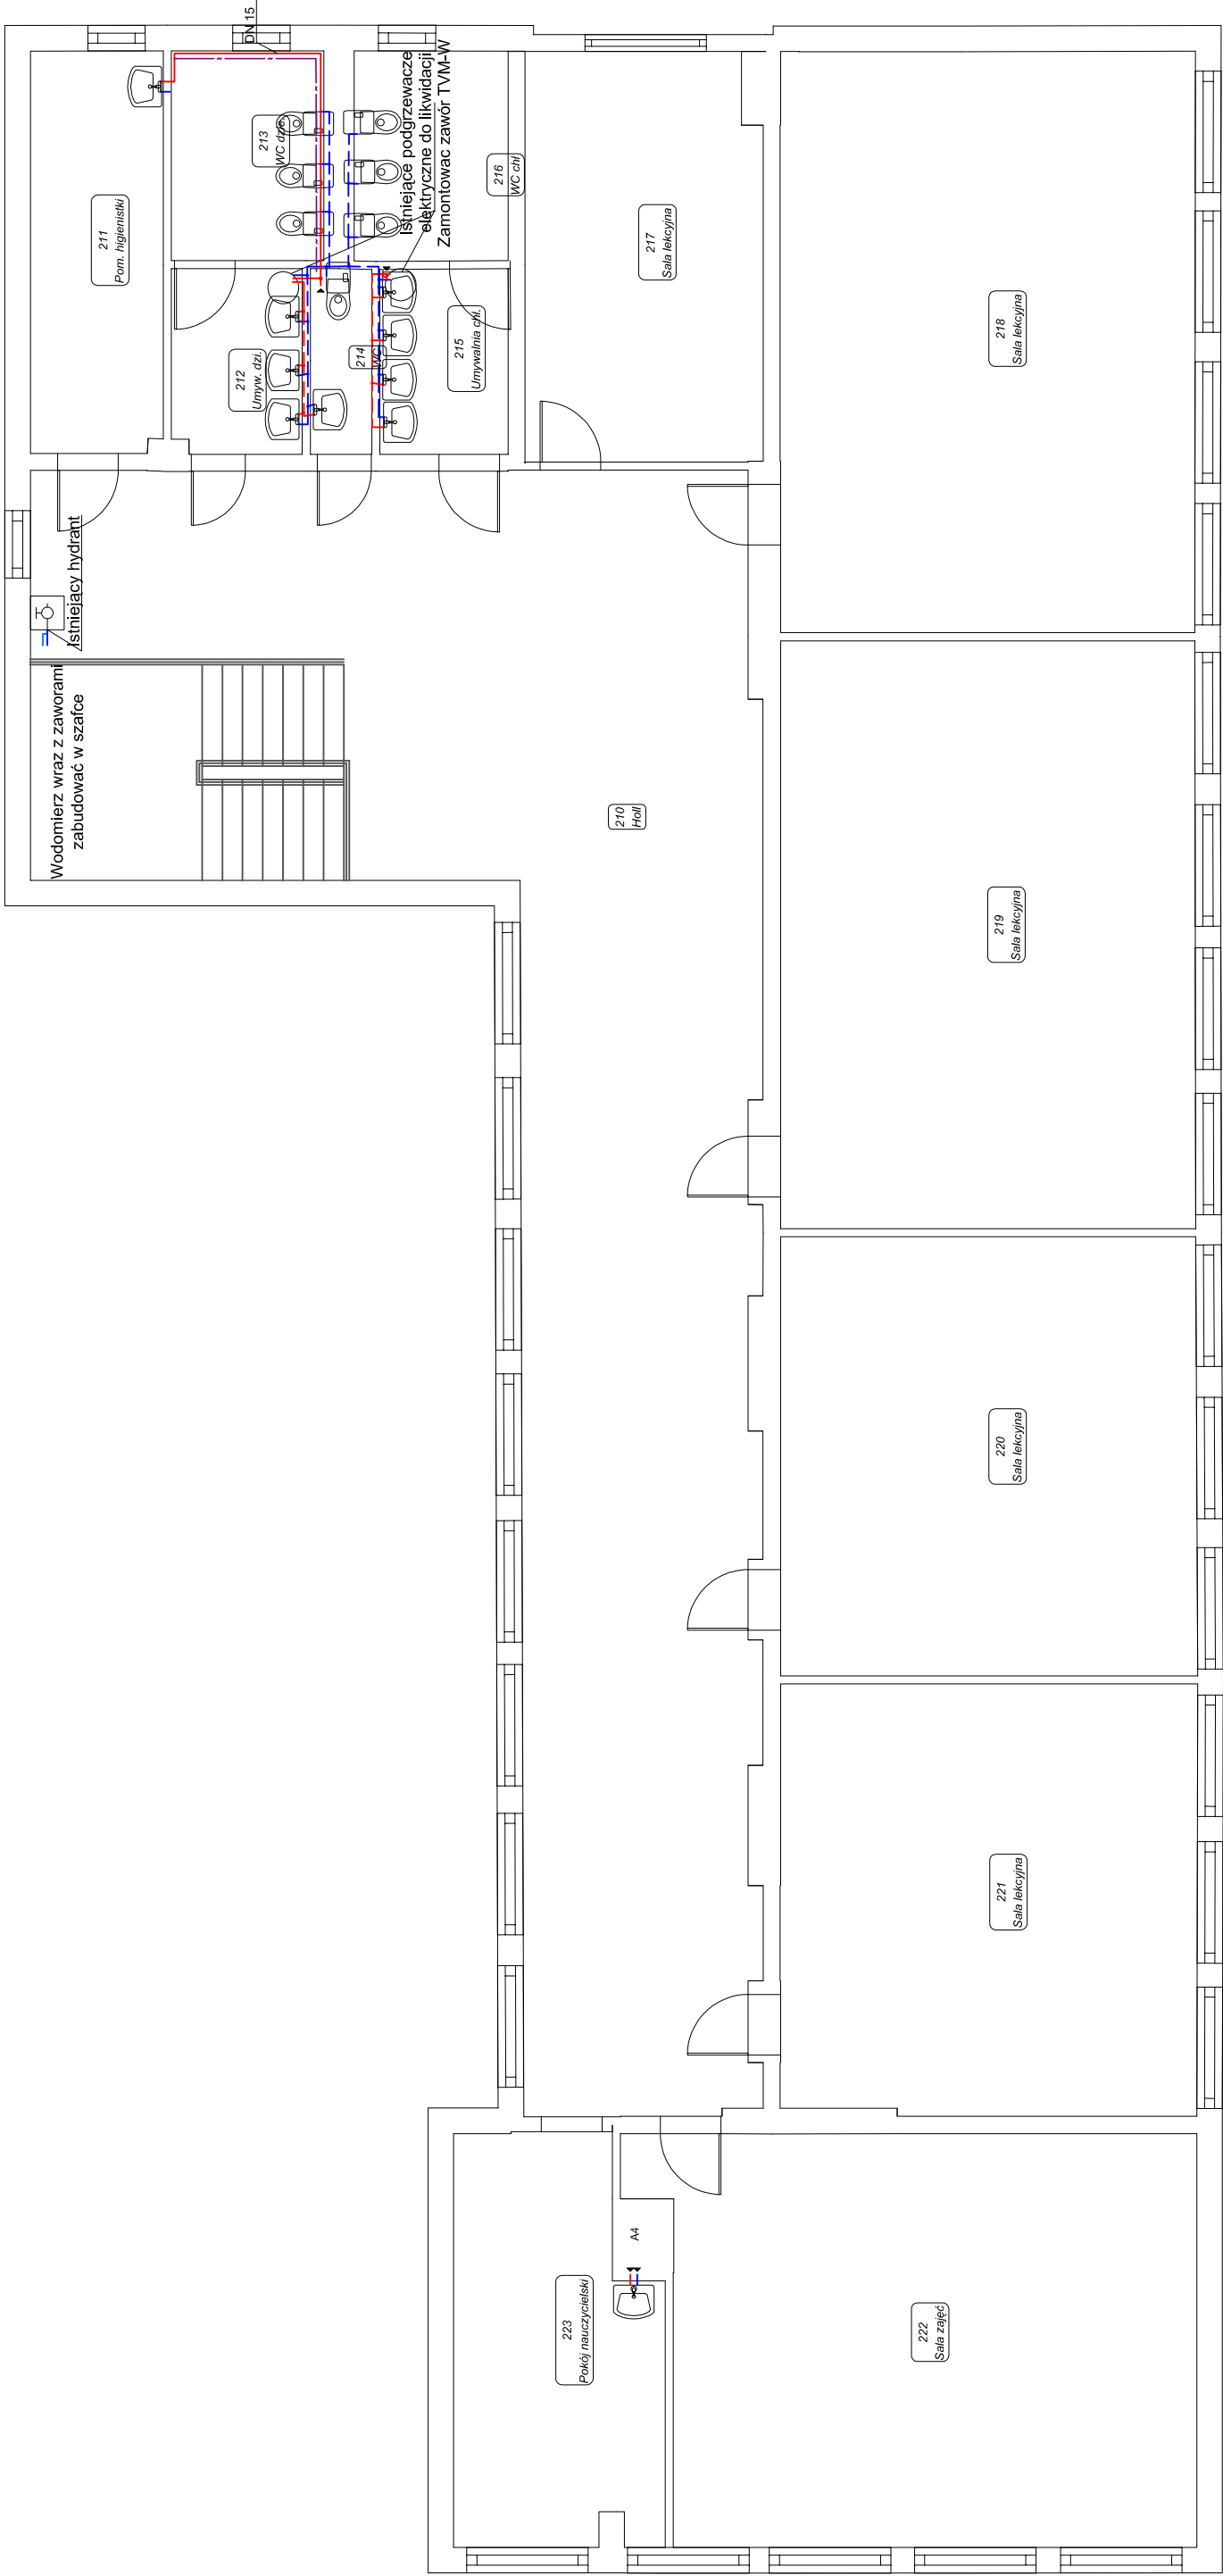 DN 15
211
Pom. higienistki
213
WC dzie.
Istniejące podgrzewacze
elektryczne do likwidacji
Zamontowac zawór TVM-W
216
WC chł
217
Sala lekcyjna
218
Sala lekcyjna
212
Umyw. dzi.
214
WC
215
Umywalnia chł.
Istniejący hydrant
Wodomierz wraz z zaworami
zabudować w szafce
210
Holl
219
Sala lekcyjna
220
Sala lekcyjna
221
Sala lekcyjna
A4
223
Pokój nauczycielski
222
Sala zajęć